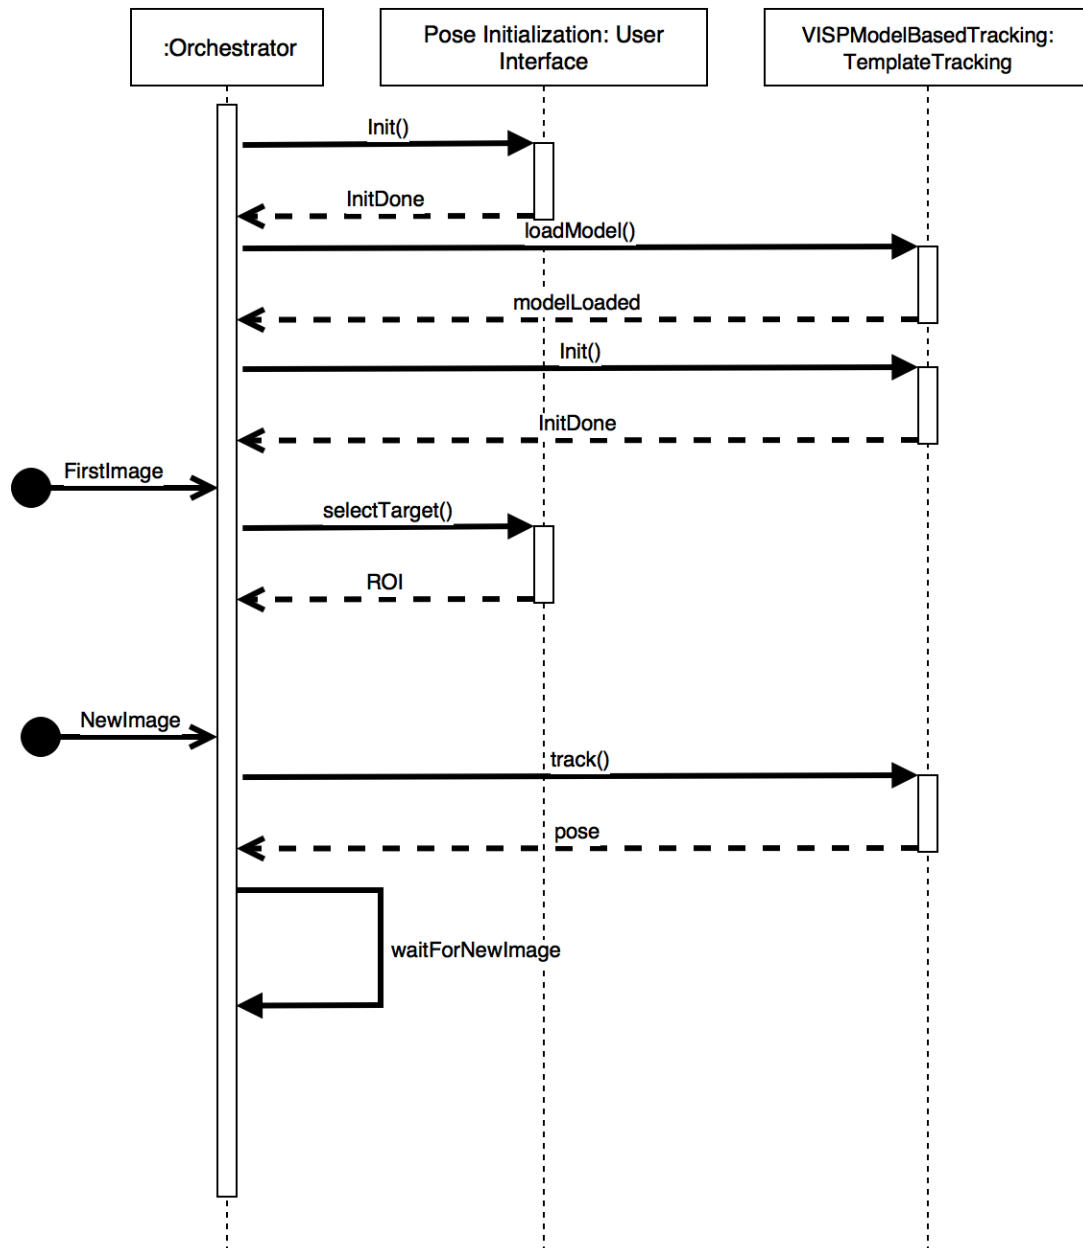 :Orchestrator
Pose Initialization: User
Interface
VISPModelBasedTracking:
TemplateTracking
Init()
InitDone
loadModel()
modelLoaded
Init()
InitDone
FirstImage
selectTarget()
ROI
NewImage
track()
pose
waitForNewImage